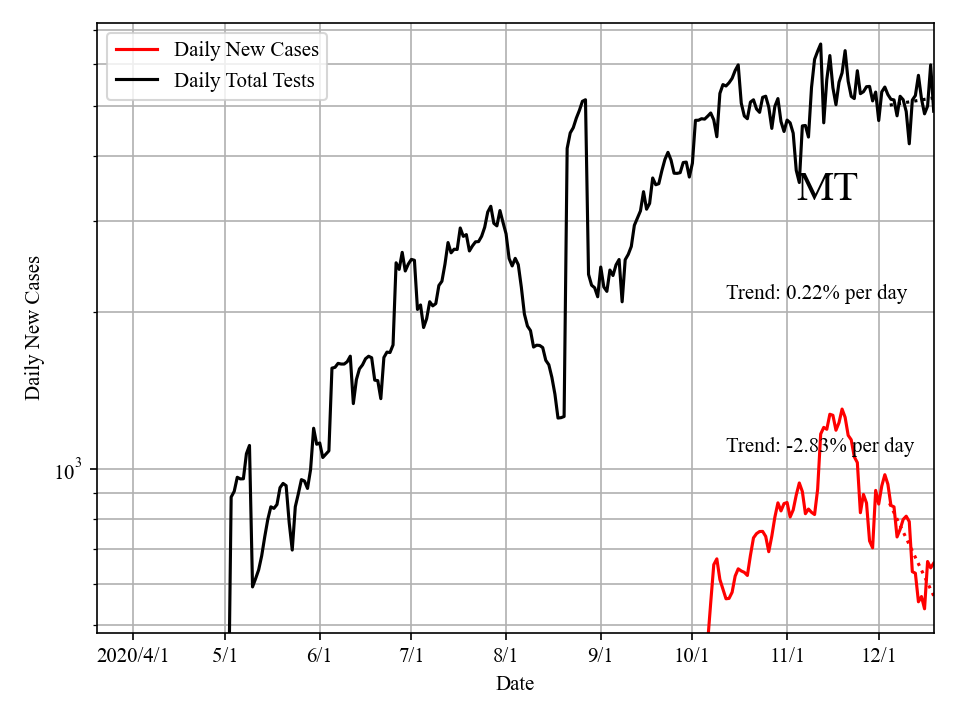 Daily New Cases
Daily Total Tests
MT
Trend: 0.22% per day
Trend: -2.83% per day
Daily New Cases
10^3
2020/4/1 5/1 6/1 7/1 8/1 9/1 10/1 11/1 12/1
Date